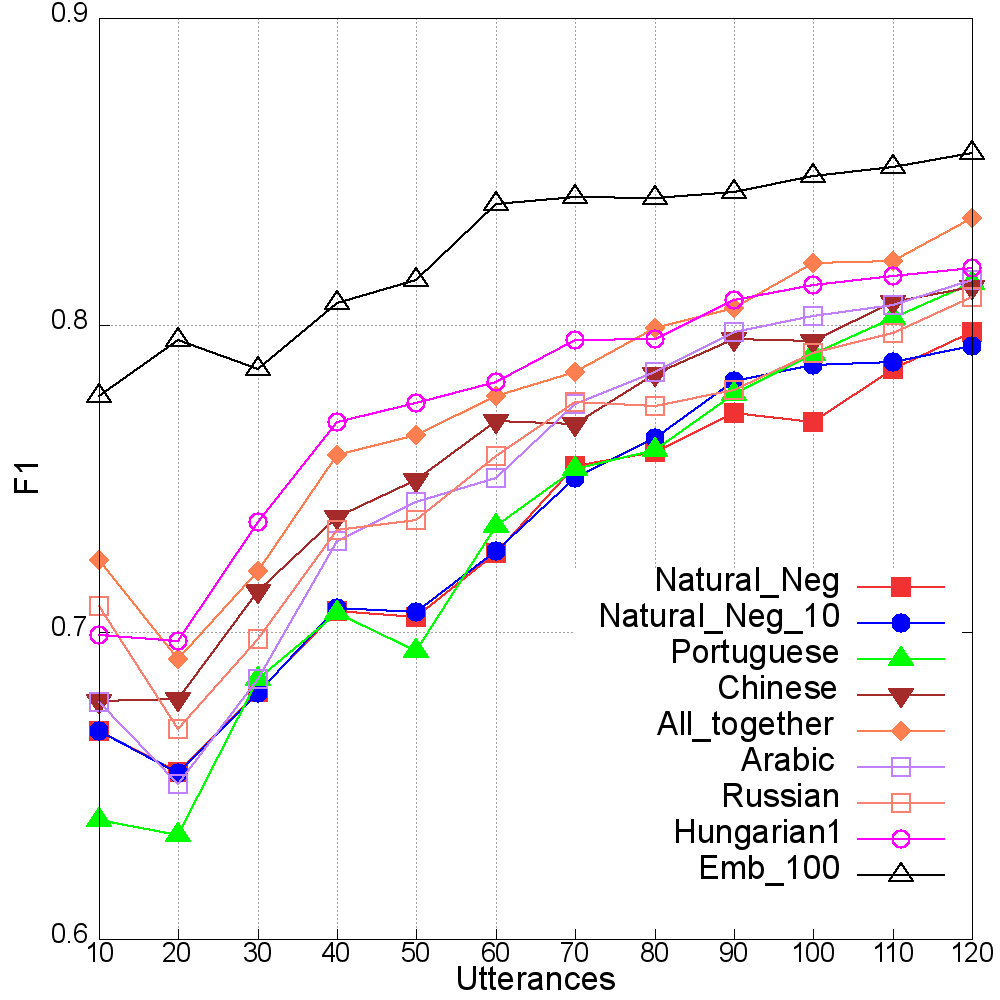 0.9
0.8
0.7
0.6
F1
Natural_Neg
Natural_Neg_10
Portuguese
Chinese
All_together
Arabic
Russian
Hungarian1
Emb_100
10 20 30 40 50 60 70 80 90 100 110 120
Utterances